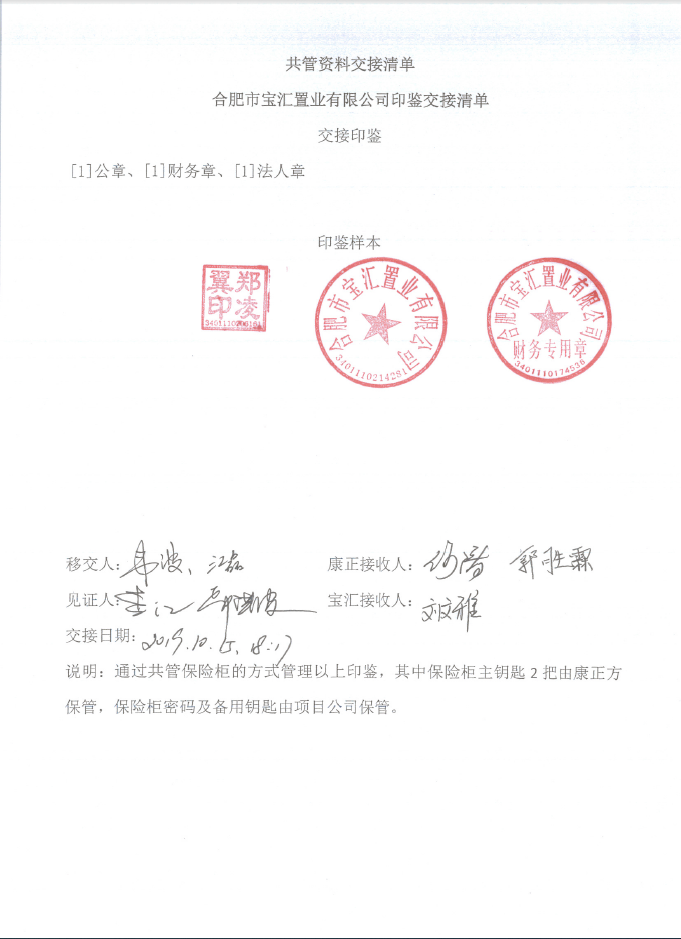 共管资料交接清单
合肥市宝汇置业有限公司印鉴交接清单
交接印鉴
[1]公章、[1]财务章、[1]法人章
印鉴样本
郑凌翼印
合肥市宝汇置业有限公司
3401110214281
合肥市宝汇置业有限公司
财务专用章
3401110174536
移交人：
康正接收人：
见证人：
宝汇接收人：刘文雅
交接日期：2019.10.15. 18:17
说明：通过共管保险柜的方式管理以上印鉴，其中保险柜主钥匙 2 把由康正方
保管，保险柜密码及备用钥匙由项目公司保管。